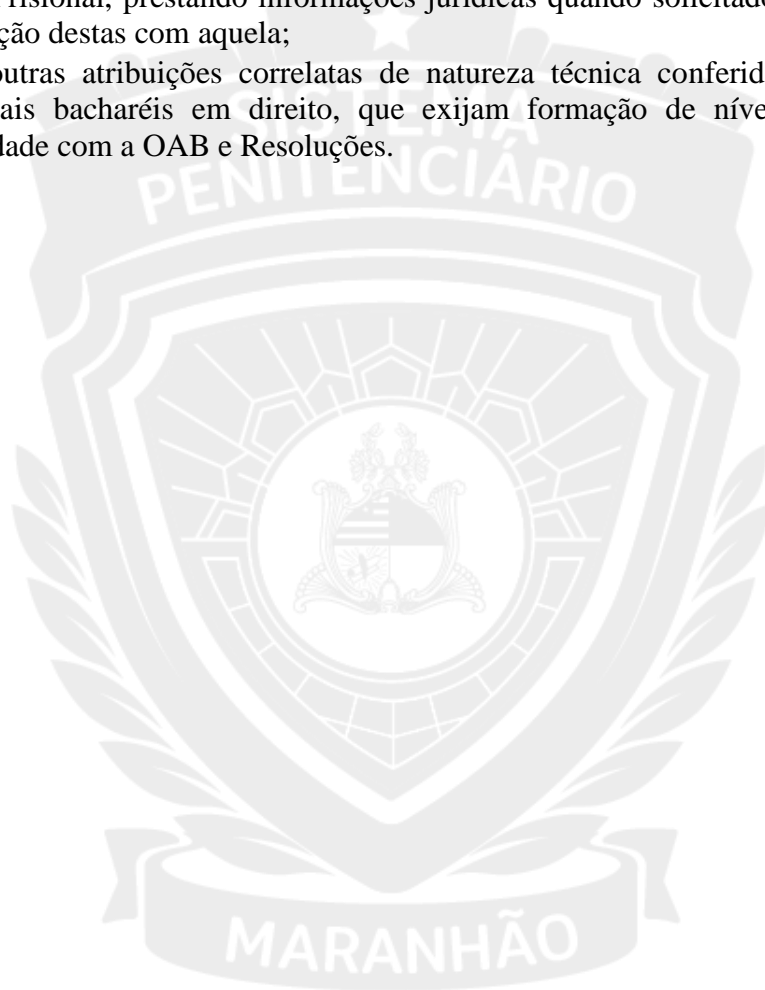 risional, prestando informações jurídicas quando solicitado
ção destas com aquela;
outras atribuições correlatas de natureza técnica conferid
ais bacharéis em direito, que exijam formação de níve
dade com a OAB e Resoluções.
SISTEMA
PENITENCIÁRIO
MARANHÃO